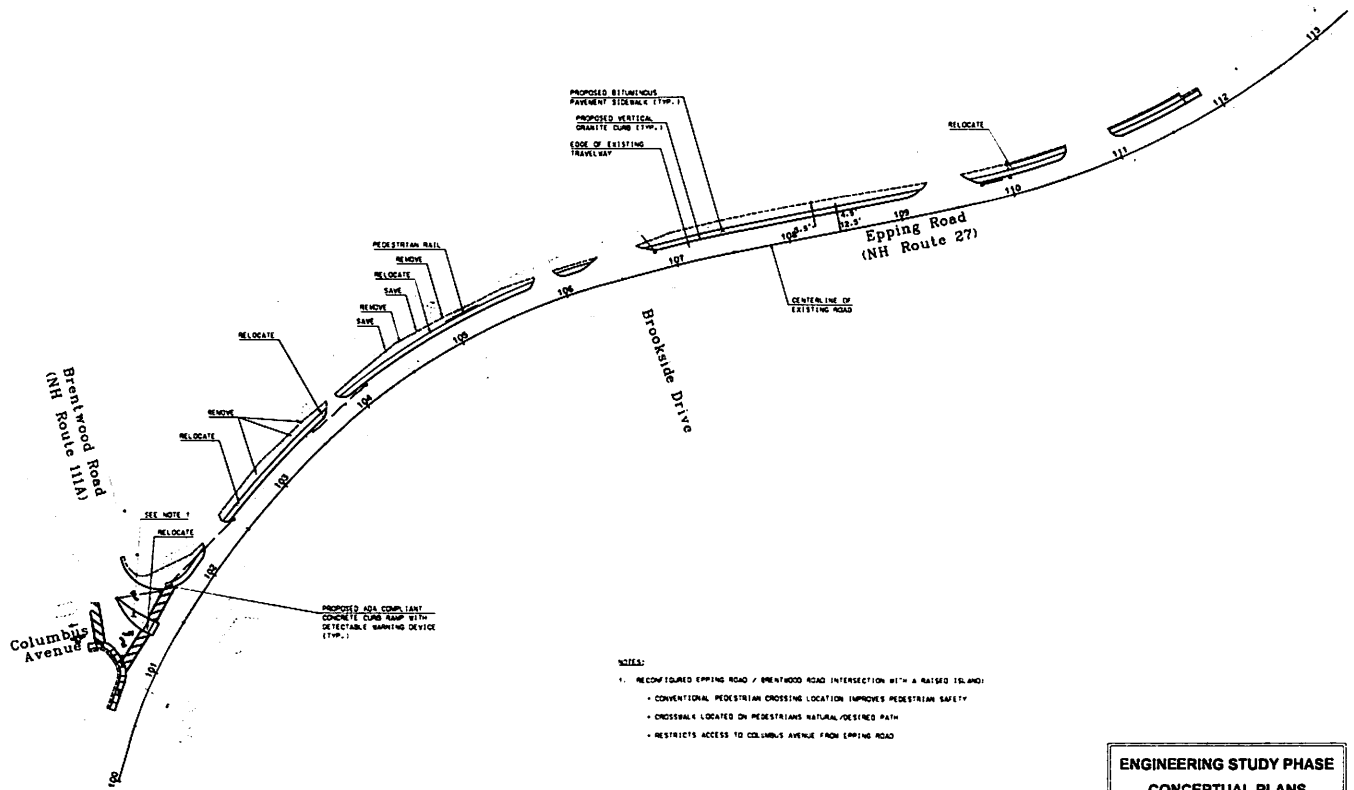 113
112
111
110
109
108
107
106
105
104
103
102
101
100
PROPOSED BITUMINOUS
PAVEMENT SIDEWALK (TYP.)
PROPOSED VERTICAL
GRANITE CURB (TYP.)
EDGE OF EXISTING
TRAVELWAY
RELOCATE
4.5'
5.5'
12.5'
Epping Road
(NH Route 27)
CENTERLINE OF
EXISTING ROAD
PEDESTRIAN RAIL
REMOVE
RELOCATE
SAVE
REMOVE
SAVE
RELOCATE
Brookside Drive
REMOVE
RELOCATE
Brentwood Road
(NH Route 111A)
SEE NOTE 1
RELOCATE
PROPOSED ADA COMPLIANT
CONCRETE CURB RAMP WITH
DETECTABLE WARNING DEVICE
(TYP.)
Columbus
Avenue
NOTES:
1. RECONFIGURED EPPING ROAD / BRENTWOOD ROAD INTERSECTION WITH A RAISED ISLAND:
• CONVENTIONAL PEDESTRIAN CROSSING LOCATION IMPROVES PEDESTRIAN SAFETY
• CROSSWALK LOCATED ON PEDESTRIANS NATURAL/DESIRED PATH
• RESTRICTS ACCESS TO COLUMBUS AVENUE FROM EPPING ROAD
ENGINEERING STUDY PHASE
CONCEPTUAL PLANS